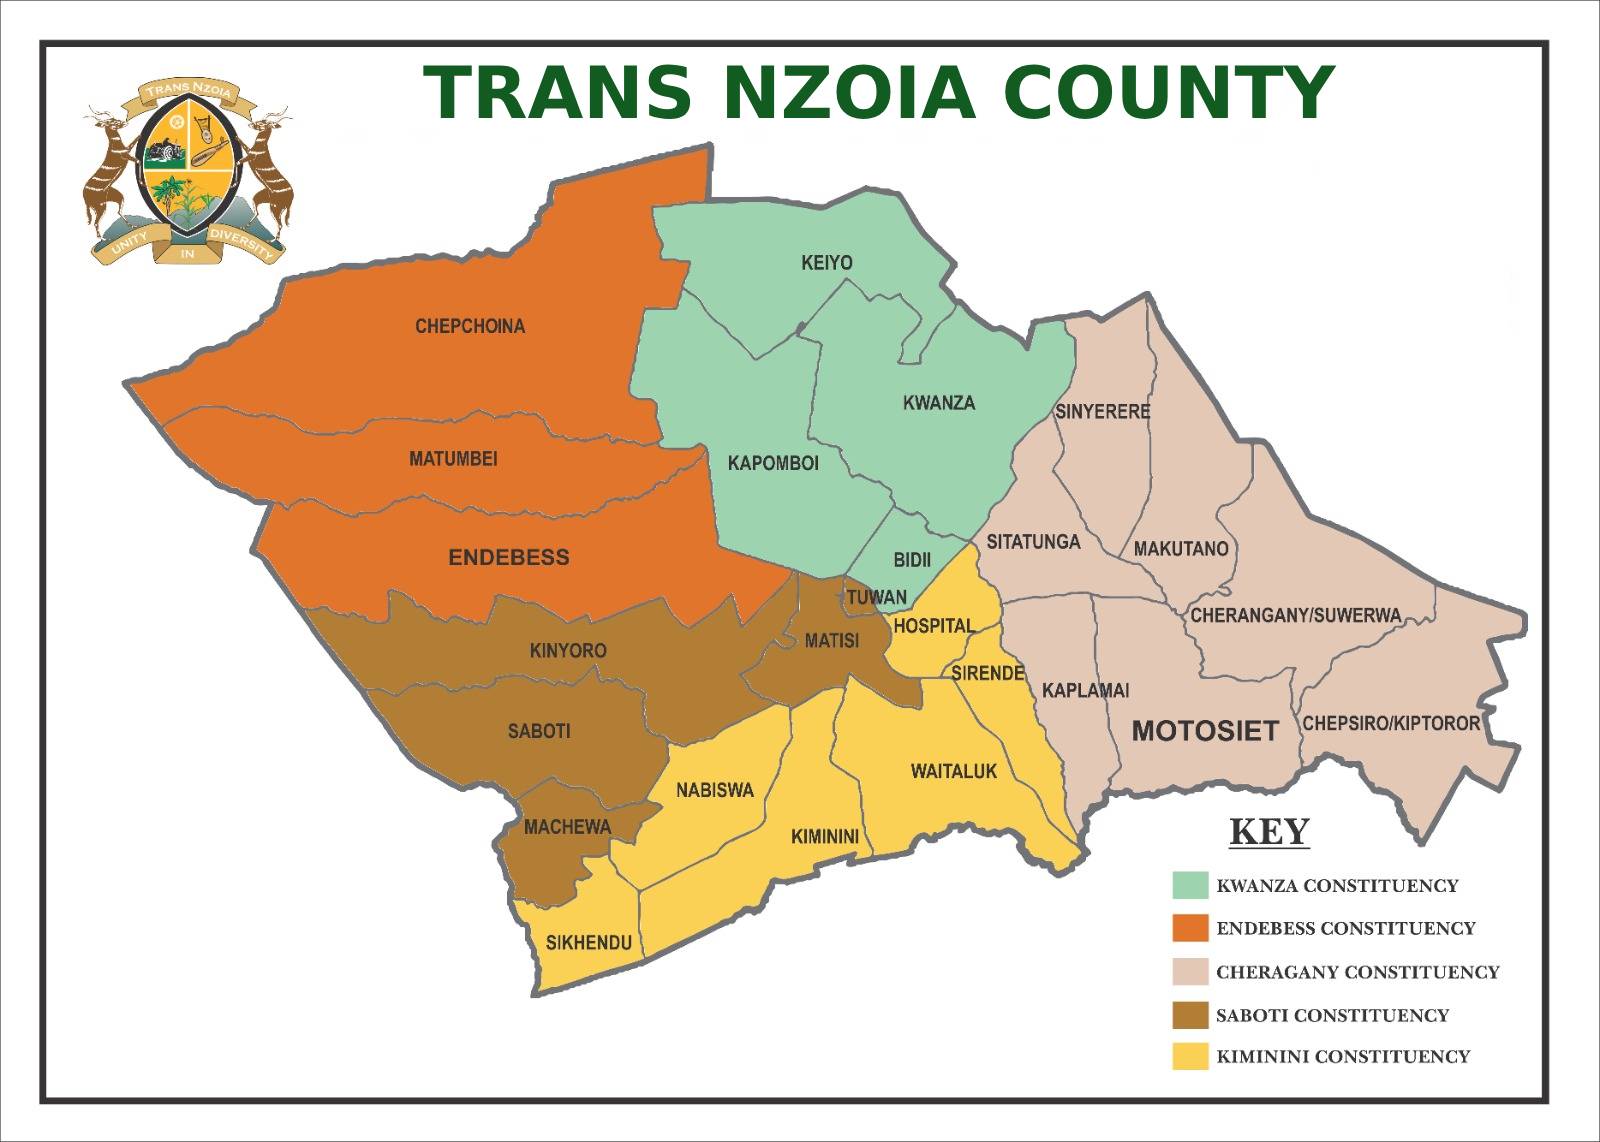 TRANS NZOIA COUNTY
TRANS NZOIA
UNITY
IN
DIVERSITY
KEIYO
CHEPCHOINA
KWANZA
SINYERERE
MATUMBEI
KAPOMBOI
SITATUNGA
MAKUTANO
ENDEBESS
BIDII
TUWAN
CHERANGANY/SUWERWA
HOSPITAL
KINYORO
MATISI
SIRENDE
KAPLAMAI
SABOTI
MOTOSIET
CHEPSIRO/KIPTOROR
WAITALUK
NABISWA
MACHEWA
KIMININI
SIKHENDU
KEY
KWANZA CONSTITUENCY
ENDEBESS CONSTITUENCY
CHERAGANY CONSTITUENCY
SABOTI CONSTITUENCY
KIMININI CONSTITUENCY